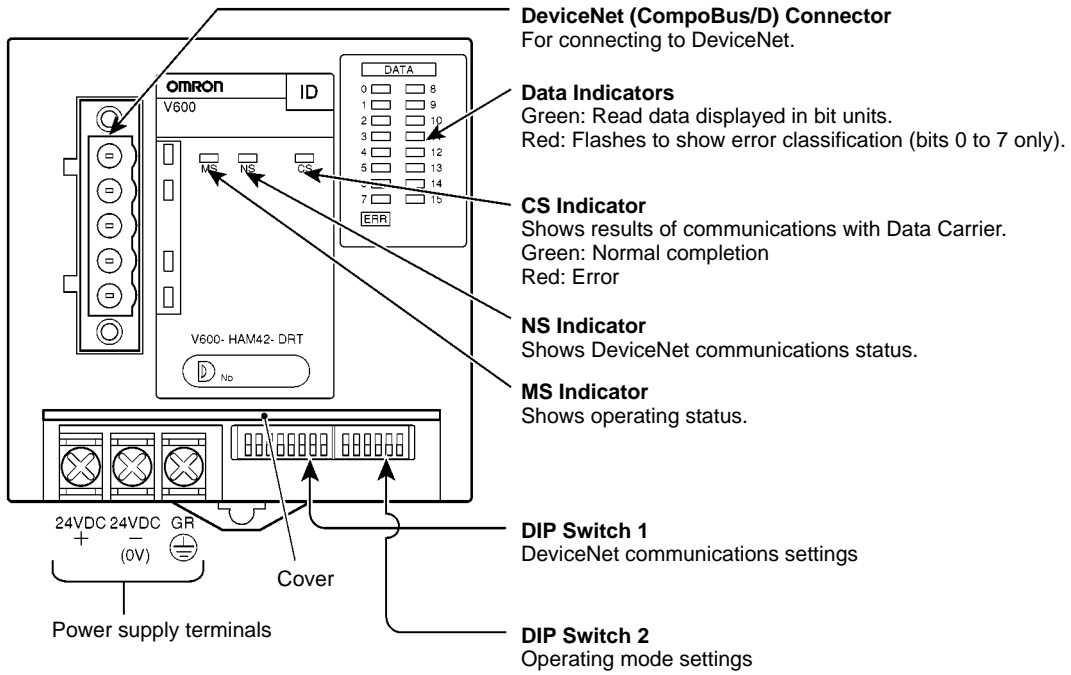 DeviceNet (CompoBus/D) Connector
For connecting to DeviceNet.
Data Indicators
Green: Read data displayed in bit units.
Red: Flashes to show error classification (bits 0 to 7 only).
CS Indicator
Shows results of communications with Data Carrier.
Green: Normal completion
Red: Error
NS Indicator
Shows DeviceNet communications status.
MS Indicator
Shows operating status.
DIP Switch 1
DeviceNet communications settings
DIP Switch 2
Operating mode settings
OMRON
V600
ID
MS NS CS
DATA
0 8
1 9
2 10
3
4 12
5 13
14
7 15
ERR
V600- HAM42- DRT
No
24VDC 24VDC GR
+ −
(0V)
Cover
Power supply terminals